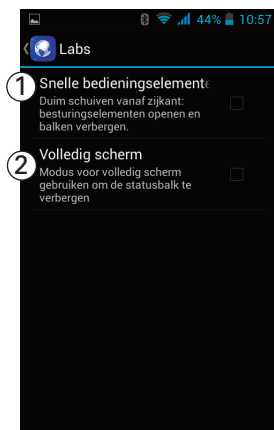 44% 10:57
Labs
1 Snelle bedieningselement
Duim schuiven vanaf zijkant:
besturingselementen openen en
balken verbergen.
2 Volledig scherm
Modus voor volledig scherm
gebruiken om de statusbalk te
verbergen